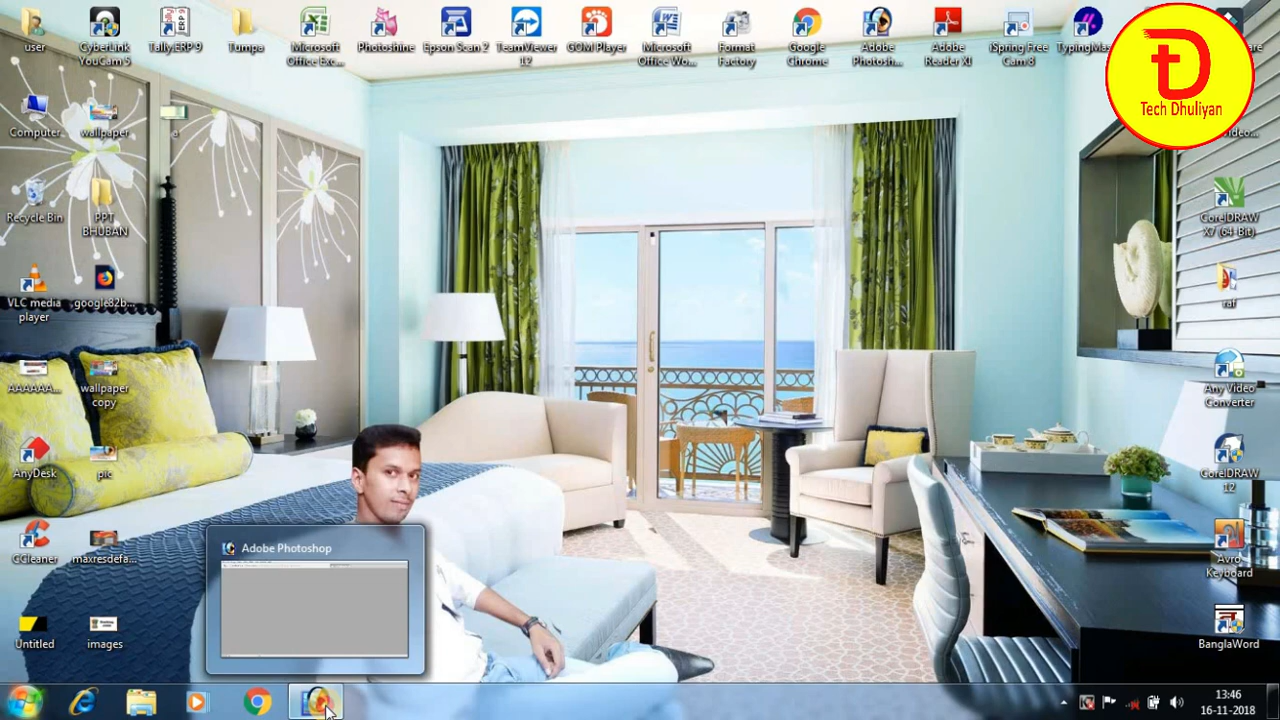 user
CyberLink
YouCam 5
Tally.ERP 9
Tumpa
Microsoft
Office Exc...
Photoshine
Epson Scan 2
TeamViewer
12
GOM Player
Microsoft
Office Wo...
Format
Factory
Google
Chrome
Adobe
Photosh...
Adobe
Reader XI
iSpring Free
Cam 8
Tech Dhuliyan
Computer
wallpaper
a
Recycle Bin
PPT
BHUBAN
CorelDRAW
X7 (64-Bit)
VLC media
player
google82b...
raf
AAAAAA...
wallpaper
copy
Any Video
Converter
AnyDesk
pic
CorelDRAW
12
CCleaner
maxresdefa...
Adobe Photoshop
Avro
Keyboard
Untitled
images
BanglaWord
13:46
16-11-2018